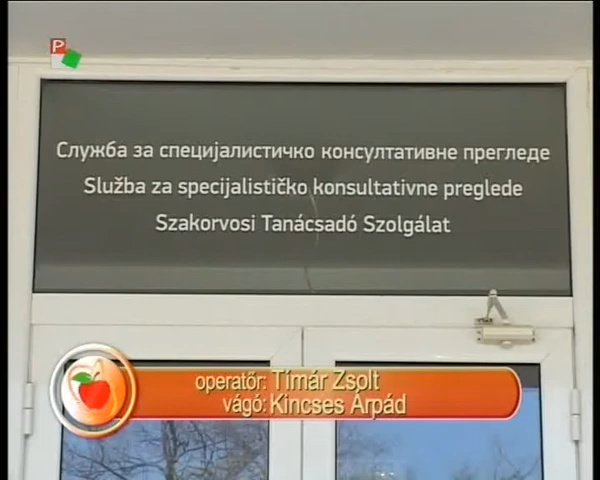 P
Служба за специјалистичко консултативне прегледе
Služba za specijalističko konsultativne preglede
Szakorvosi Tanácsadó Szolgálat
operatőr: Tímár Zsolt
vágó: Kincses Árpád